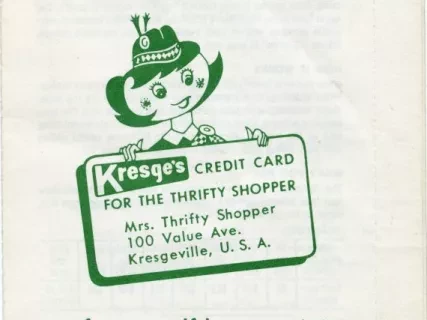 Kresge's CREDIT CARD
FOR THE THRIFTY SHOPPER
Mrs. Thrifty Shopper
100 Value Ave.
Kresgeville, U. S. A.